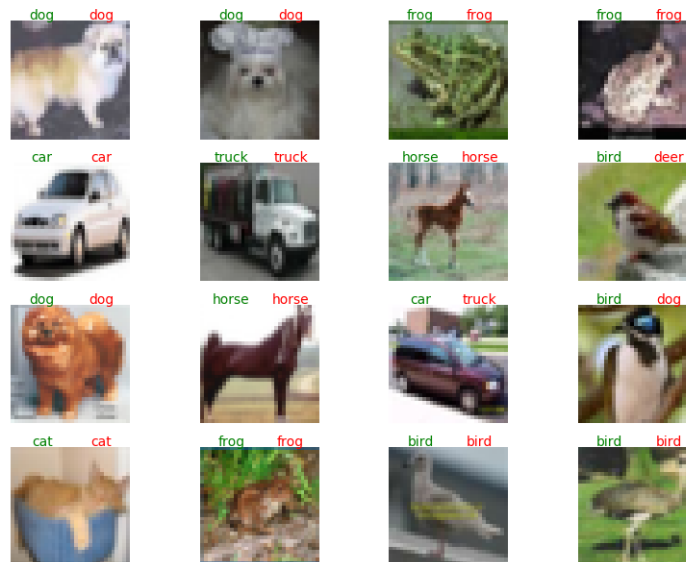 dog dog dog dog frog frog frog frog
car car truck truck horse horse bird deer
dog dog horse horse car truck bird dog
cat cat frog frog bird bird bird bird